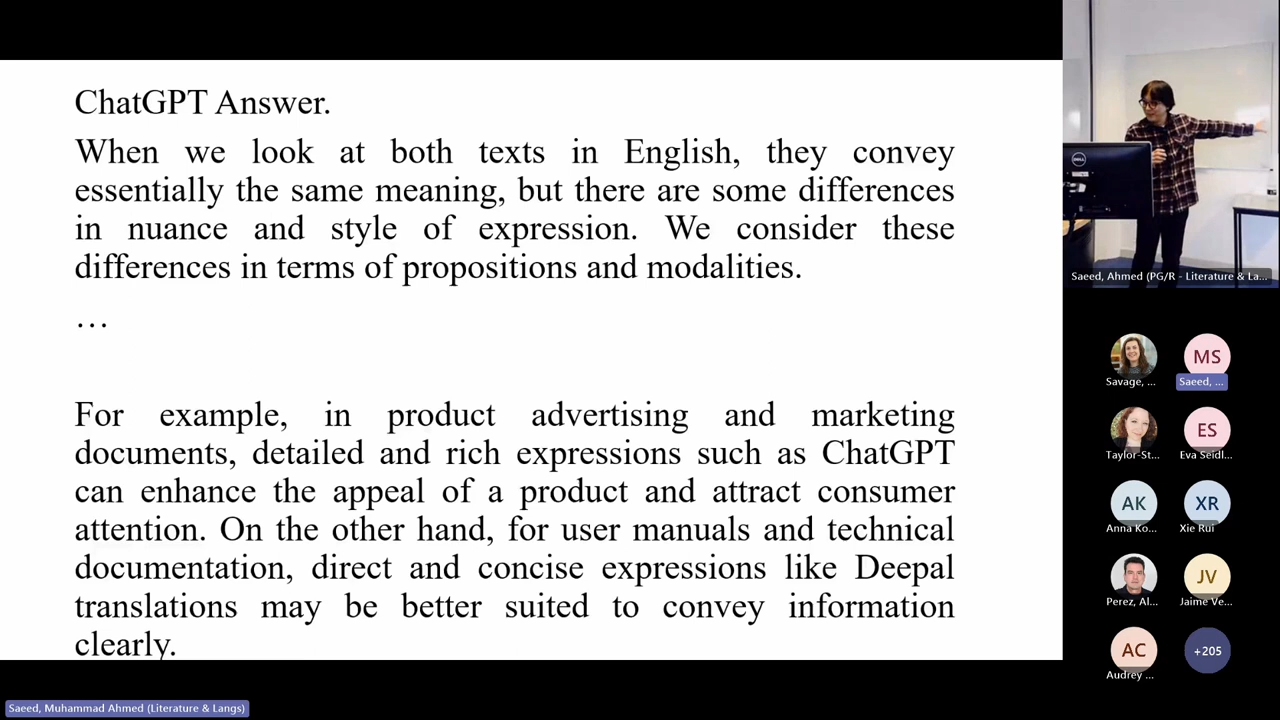 ChatGPT Answer.
When we look at both texts in English, they convey
essentially the same meaning, but there are some differences
in nuance and style of expression. We consider these
differences in terms of propositions and modalities.
…
For example, in product advertising and marketing
documents, detailed and rich expressions such as ChatGPT
can enhance the appeal of a product and attract consumer
attention. On the other hand, for user manuals and technical
documentation, direct and concise expressions like Deepal
translations may be better suited to convey information
clearly.
DELL
Saeed, Ahmed (PG/R - Literature & La...
MS
Savage, ...
Saeed, ...
ES
Taylor-St...
Eva Seidl...
AK
XR
Anna Ko...
Xie Rui
JV
Perez, Al...
Jaime Ve...
AC
+205
Audrey ...
Saeed, Muhammad Ahmed (Literature & Langs)